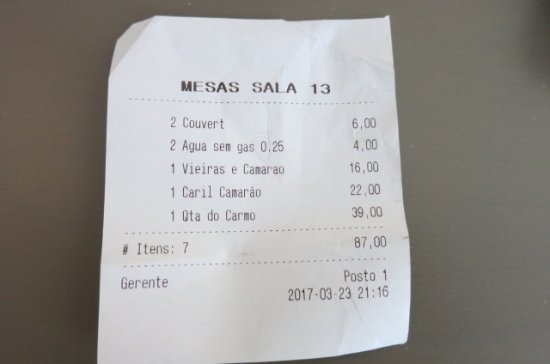 MESAS SALA 13
2 Couvert 6,00
2 Agua sem gas 0,25 4,00
1 Vieiras e Camarao 16,00
1 Caril Camarão 22,00
1 Qta do Carmo 39,00
# Itens: 7 87,00
Gerente Posto 1
2017-03-23 21:16